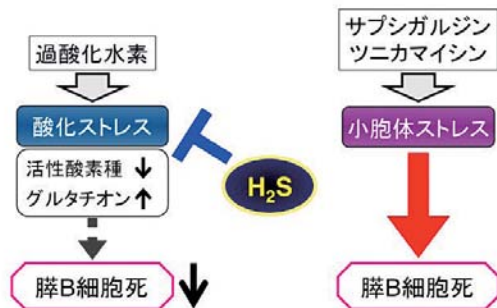 過酸化水素
酸化ストレス
活性酸素種 ↓
グルタチオン ↑
H₂S
膵B細胞死 ↓
サプシガルジン
ツニカマイシン
小胞体ストレス
膵B細胞死